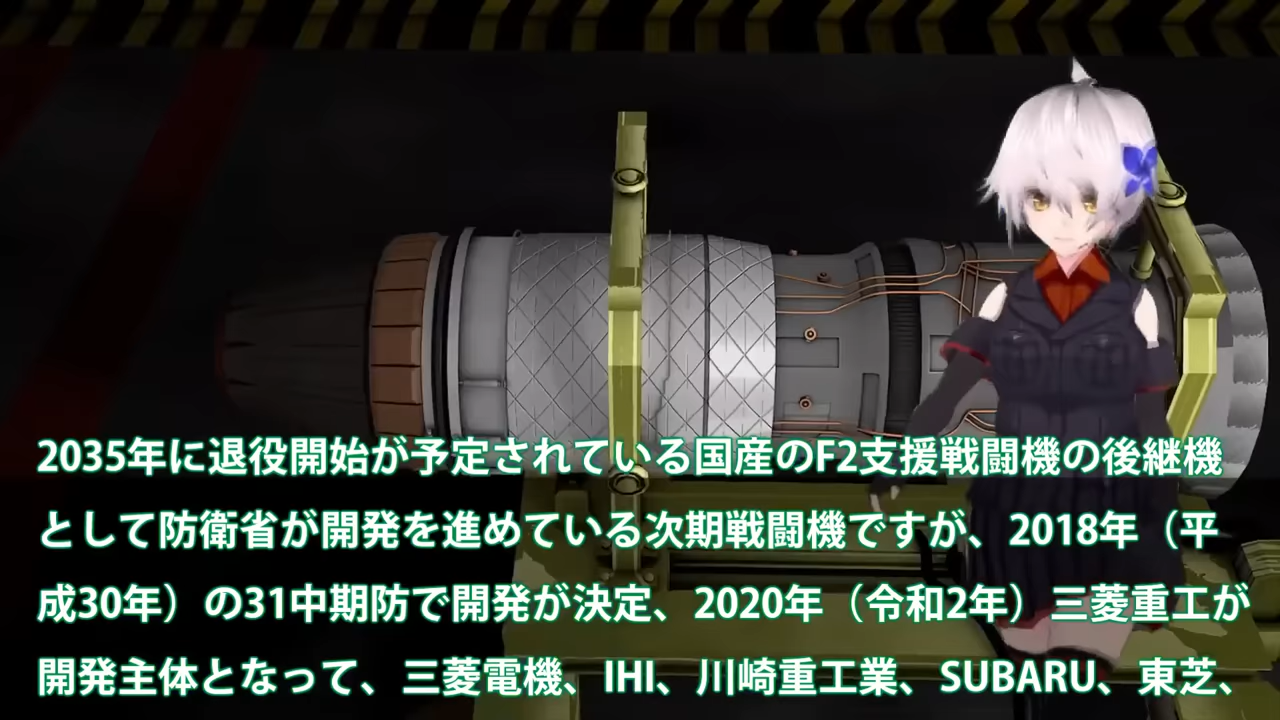 2035年に退役開始が予定されている国産のF2支援戦闘機の後継機
として防衛省が開発を進めている次期戦闘機ですが、2018年（平
成30年）の31中期防で開発が決定、2020年（令和2年）三菱重工が
開発主体となって、三菱電機、IHI、川崎重工業、SUBARU、東芝、